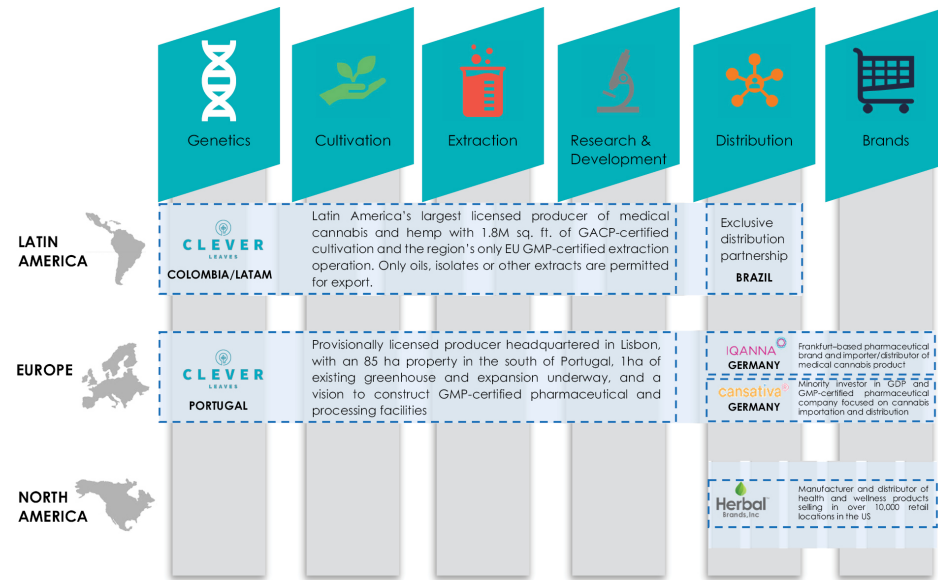 Genetics
Cultivation
Extraction
Research &
Development
Distribution
Brands
LATIN
AMERICA
CLEVER
LEAVES
COLOMBIA/LATAM
Latin America's largest licensed producer of medical
cannabis and hemp with 1.8M sq. ft. of GACP-certified
cultivation and the region's only EU GMP-certified extraction
operation. Only oils, isolates or other extracts are permitted
for export.
Exclusive
distribution
partnership
BRAZIL
EUROPE
CLEVER
LEAVES
PORTUGAL
Provisionally licensed producer headquartered in Lisbon,
with an 85 ha property in the south of Portugal, 1ha of
existing greenhouse and expansion underway, and a
vision to construct GMP-certified pharmaceutical and
processing facilities
IQANNA
GERMANY
Frankfurt-based pharmaceutical
brand and importer/distributor of
medical cannabis product
cansativa
GERMANY
Minority investor in GDP and
GMP-certified pharmaceutical
company focused on cannabis
importation and distribution
NORTH
AMERICA
Herbal
Brands,Inc
Manufacturer and distributor of
health and wellness products
selling in over 10,000 retail
locations in the US